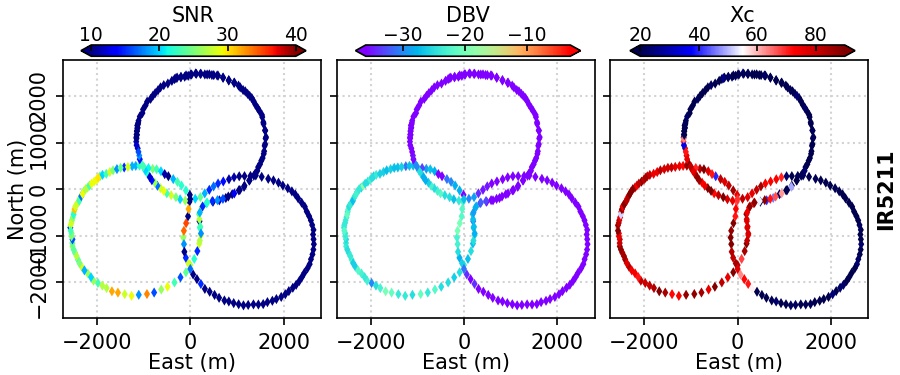 SNR DBV Xc
10 20 30 40 −30 −20 −10 20 40 60 80
North (m)
2000
1000
0
−1000
−2000
IR5211
−2000 0 2000 −2000 0 2000 −2000 0 2000
East (m) East (m) East (m)